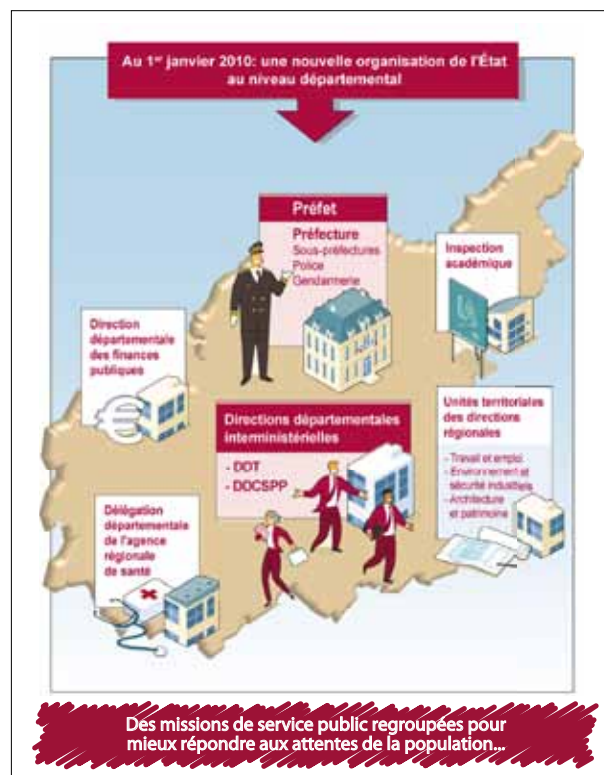 Au 1er janvier 2010: une nouvelle organisation de l'État
au niveau départemental
Préfet
Préfecture
Sous-préfectures
Police
Gendarmerie
Inspection
académique
Direction
départementale
des finances
publiques
Directions départementales
interministérielles
- DDT
- DDCSPP
Unités territoriales
des directions
régionales
- Travail et emploi
- Environnement et
sécurité industriels
- Architecture
et patrimoine
Délégation
départementale
de l'agence
régionale
de santé
Des missions de service public regroupées pour
mieux répondre aux attentes de la population...